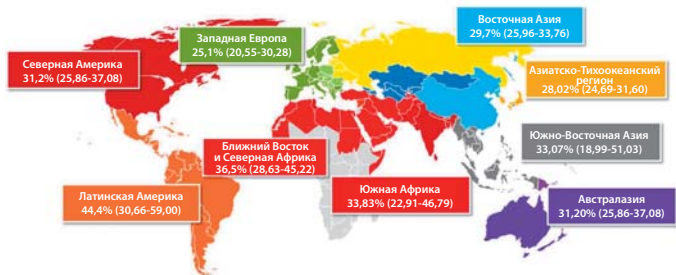 Восточная Азия
29,7% (25,96-33,76)
Западная Европа
25,1% (20,55-30,28)
Северная Америка
31,2% (25,86-37,08)
Азиатско-Тихоокеанский
регион
28,02% (24,69-31,60)
Южно-Восточная Азия
33,07% (18,99-51,03)
Ближний Восток
и Северная Африка
36,5% (28,63-45,22)
Южная Африка
33,83% (22,91-46,79)
Латинская Америка
44,4% (30,66-59,00)
Австралазия
31,20% (25,86-37,08)